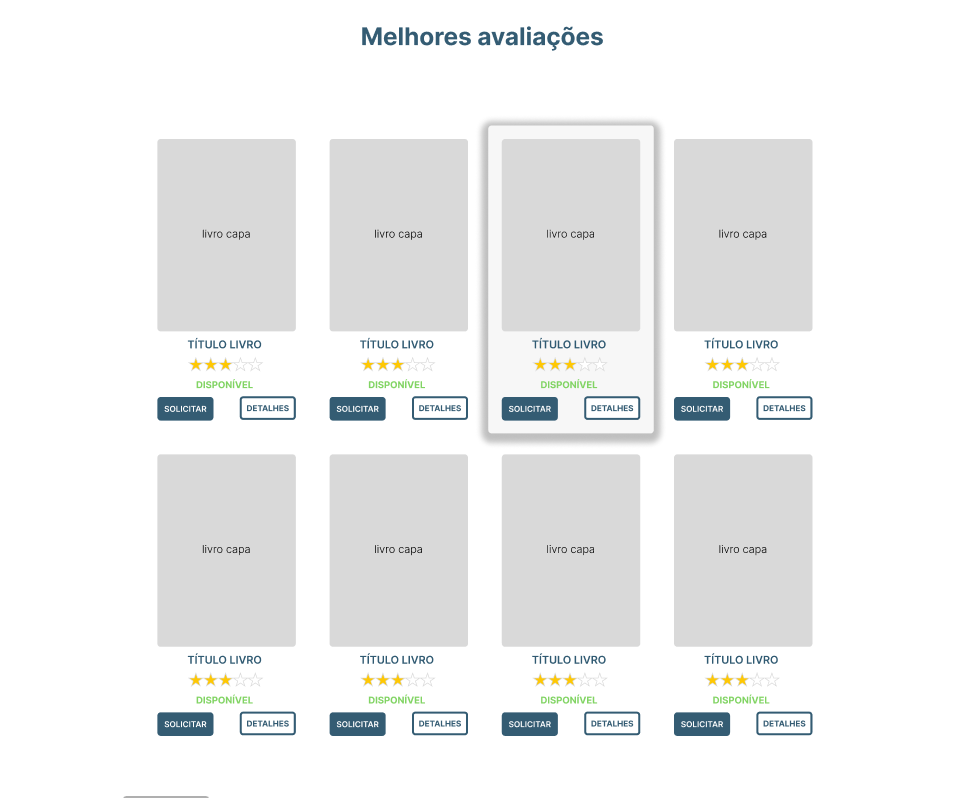 Melhores avaliações
livro capa livro capa livro capa livro capa
TÍTULO LIVRO TÍTULO LIVRO TÍTULO LIVRO TÍTULO LIVRO
DISPONÍVEL DISPONÍVEL DISPONÍVEL DISPONÍVEL
SOLICITAR DETALHES SOLICITAR DETALHES SOLICITAR DETALHES SOLICITAR DETALHES
livro capa livro capa livro capa livro capa
TÍTULO LIVRO TÍTULO LIVRO TÍTULO LIVRO TÍTULO LIVRO
DISPONÍVEL DISPONÍVEL DISPONÍVEL DISPONÍVEL
SOLICITAR DETALHES SOLICITAR DETALHES SOLICITAR DETALHES SOLICITAR DETALHES